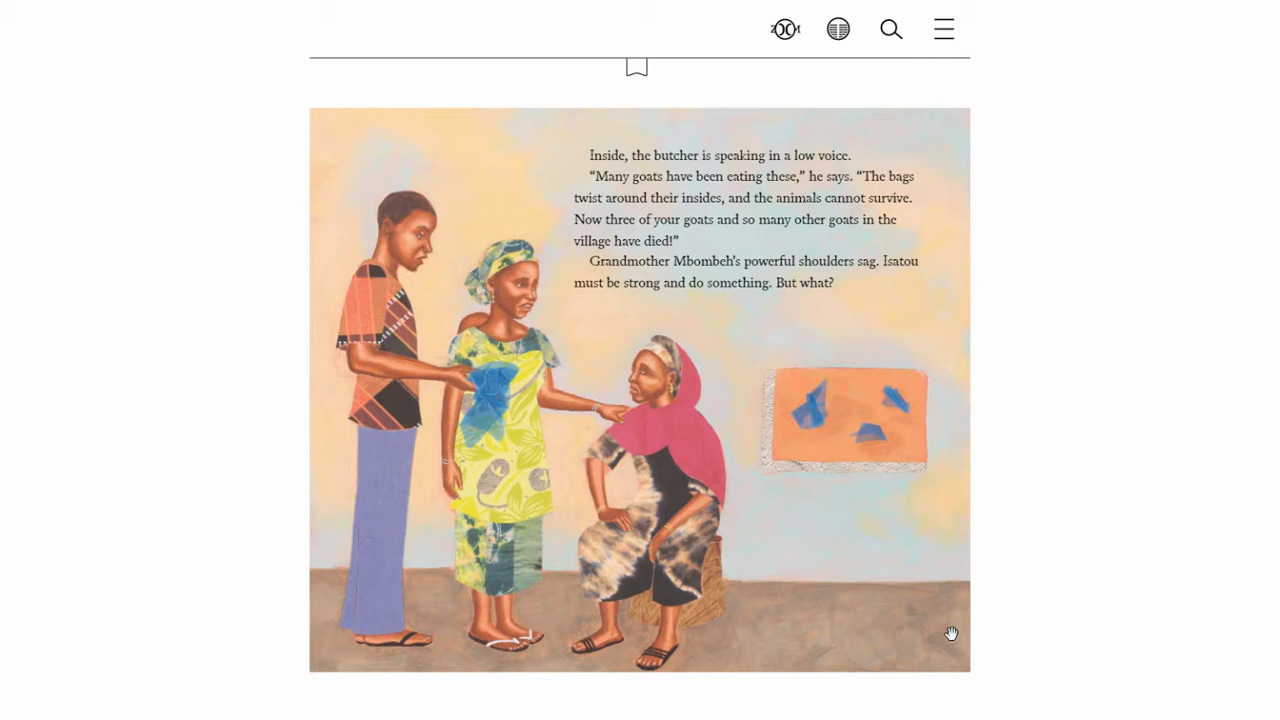 Inside, the butcher is speaking in a low voice.
“Many goats have been eating these,” he says. “The bags
twist around their insides, and the animals cannot survive.
Now three of your goats and so many other goats in the
village have died!”
Grandmother Mbombeh’s powerful shoulders sag. Isatou
must be strong and do something. But what?